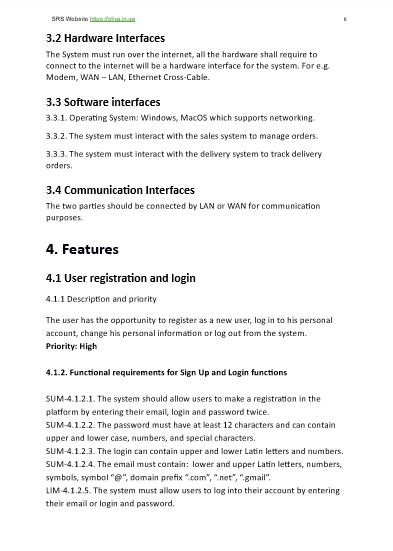 SRS Website https://oliva.in.ua 8
3.2 Hardware Interfaces
The System must run over the internet, all the hardware shall require to
connect to the internet will be a hardware interface for the system. For e.g.
Modem, WAN – LAN, Ethernet Cross-Cable.
3.3 Software interfaces
3.3.1. Operating System: Windows, MacOS which supports networking.
3.3.2. The system must interact with the sales system to manage orders.
3.3.3. The system must interact with the delivery system to track delivery
orders.
3.4 Communication Interfaces
The two parties should be connected by LAN or WAN for communication
purposes.
4. Features
4.1 User registration and login
4.1.1 Description and priority
The user has the opportunity to register as a new user, log in to his personal
account, change his personal information or log out from the system.
Priority: High
4.1.2. Functional requirements for Sign Up and Login functions
SUM-4.1.2.1. The system should allow users to make a registration in the
platform by entering their email, login and password twice.
SUM-4.1.2.2. The password must have at least 12 characters and can contain
upper and lower case, numbers, and special characters.
SUM-4.1.2.3. The login can contain upper and lower Latin letters and numbers.
SUM-4.1.2.4. The email must contain: lower and upper Latin letters, numbers,
symbols, symbol “@”, domain prefix “.com”, “.net”, “.gmail”.
LIM-4.1.2.5. The system must allow users to log into their account by entering
their email or login and password.